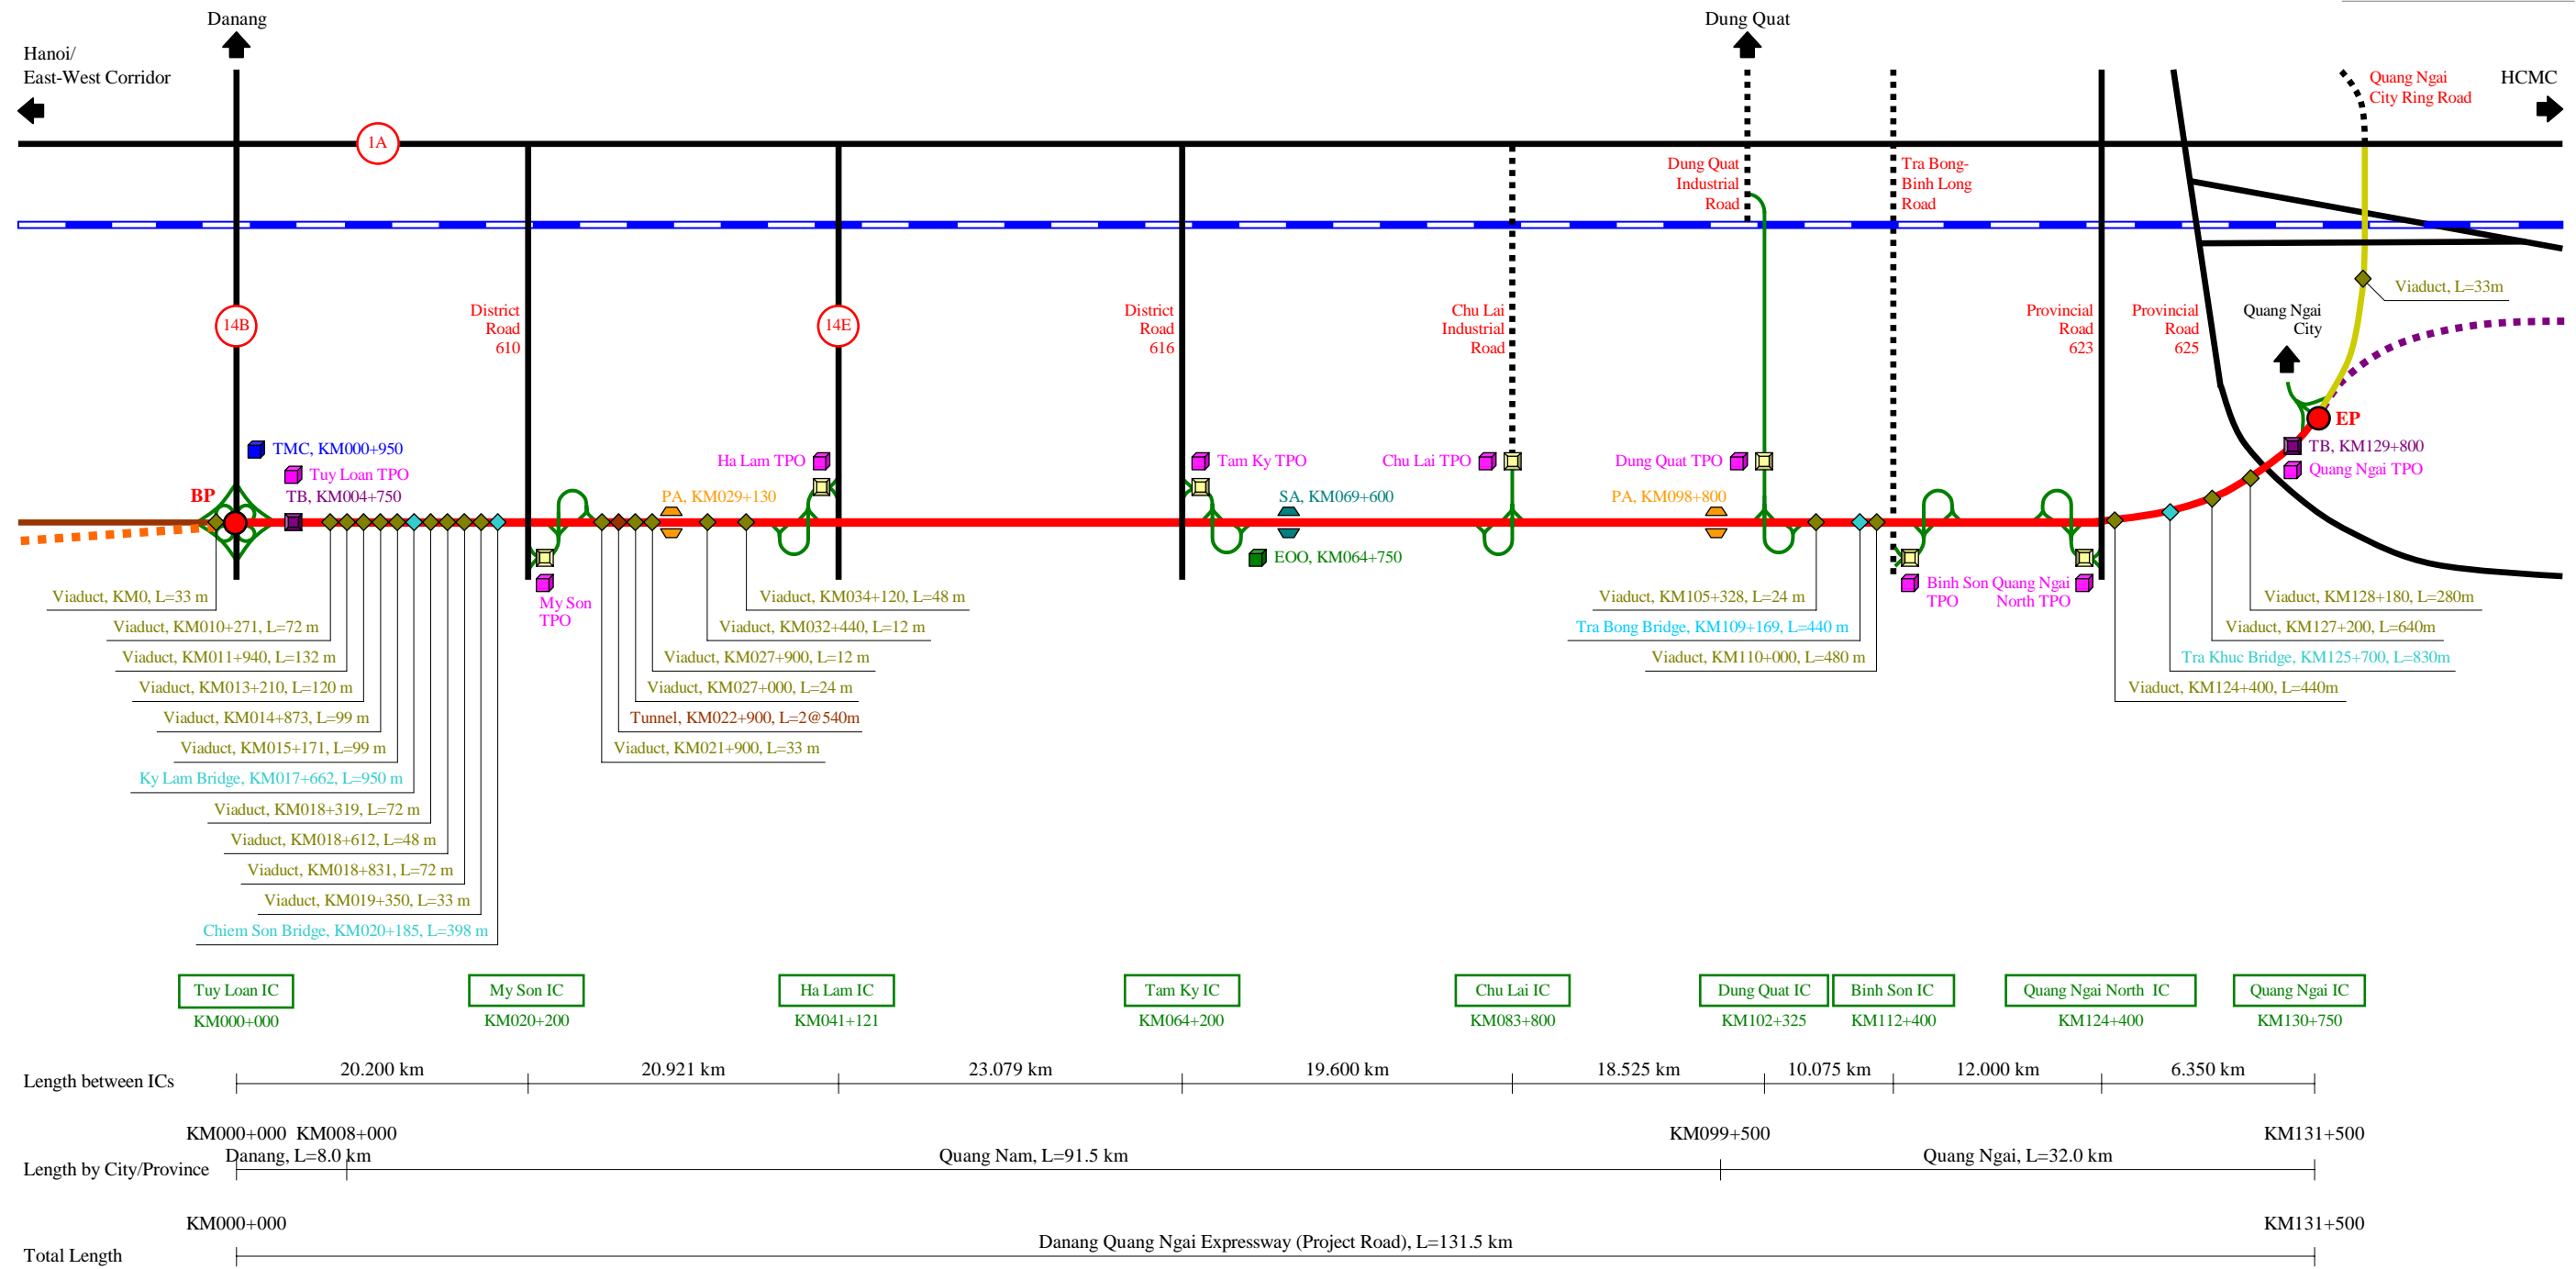 Danang
Dung Quat
Hanoi/
East-West Corridor
Quang Ngai
City Ring Road
HCMC
1A
Dung Quat
Industrial
Road
Tra Bong-
Binh Long
Road
Viaduct, L=33m
14B
District
Road
610
14E
District
Road
616
Chu Lai
Industrial
Road
Provincial
Road
623
Provincial
Road
625
Quang Ngai
City
EP
TMC, KM000+950
Tuy Loan TPO
TB, KM004+750
BP
Ha Lam TPO
PA, KM029+130
Tam Ky TPO
SA, KM069+600
EOO, KM064+750
Chu Lai TPO
Dung Quat TPO
PA, KM098+800
TB, KM129+800
Quang Ngai TPO
My Son
TPO
Binh Son
TPO
Quang Ngai
North TPO
Viaduct, KM0, L=33 m
Viaduct, KM010+271, L=72 m
Viaduct, KM011+940, L=132 m
Viaduct, KM013+210, L=120 m
Viaduct, KM014+873, L=99 m
Viaduct, KM015+171, L=99 m
Ky Lam Bridge, KM017+662, L=950 m
Viaduct, KM018+319, L=72 m
Viaduct, KM018+612, L=48 m
Viaduct, KM018+831, L=72 m
Viaduct, KM019+350, L=33 m
Chiem Son Bridge, KM020+185, L=398 m
Viaduct, KM034+120, L=48 m
Viaduct, KM032+440, L=12 m
Viaduct, KM027+900, L=12 m
Viaduct, KM027+000, L=24 m
Tunnel, KM022+900, L=2@540m
Viaduct, KM021+900, L=33 m
Viaduct, KM105+328, L=24 m
Tra Bong Bridge, KM109+169, L=440 m
Viaduct, KM110+000, L=480 m
Viaduct, KM128+180, L=280m
Viaduct, KM127+200, L=640m
Tra Khuc Bridge, KM125+700, L=830m
Viaduct, KM124+400, L=440m
Tuy Loan IC
My Son IC
Ha Lam IC
Tam Ky IC
Chu Lai IC
Dung Quat IC
Binh Son IC
Quang Ngai North IC
Quang Ngai IC
KM000+000
KM020+200
KM041+121
KM064+200
KM083+800
KM102+325
KM112+400
KM124+400
KM130+750
Length between ICs
20.200 km
20.921 km
23.079 km
19.600 km
18.525 km
10.075 km
12.000 km
6.350 km
KM000+000
KM008+000
KM099+500
KM131+500
Length by City/Province
Danang, L=8.0 km
Quang Nam, L=91.5 km
Quang Ngai, L=32.0 km
KM000+000
KM131+500
Total Length
Danang Quang Ngai Expressway (Project Road), L=131.5 km